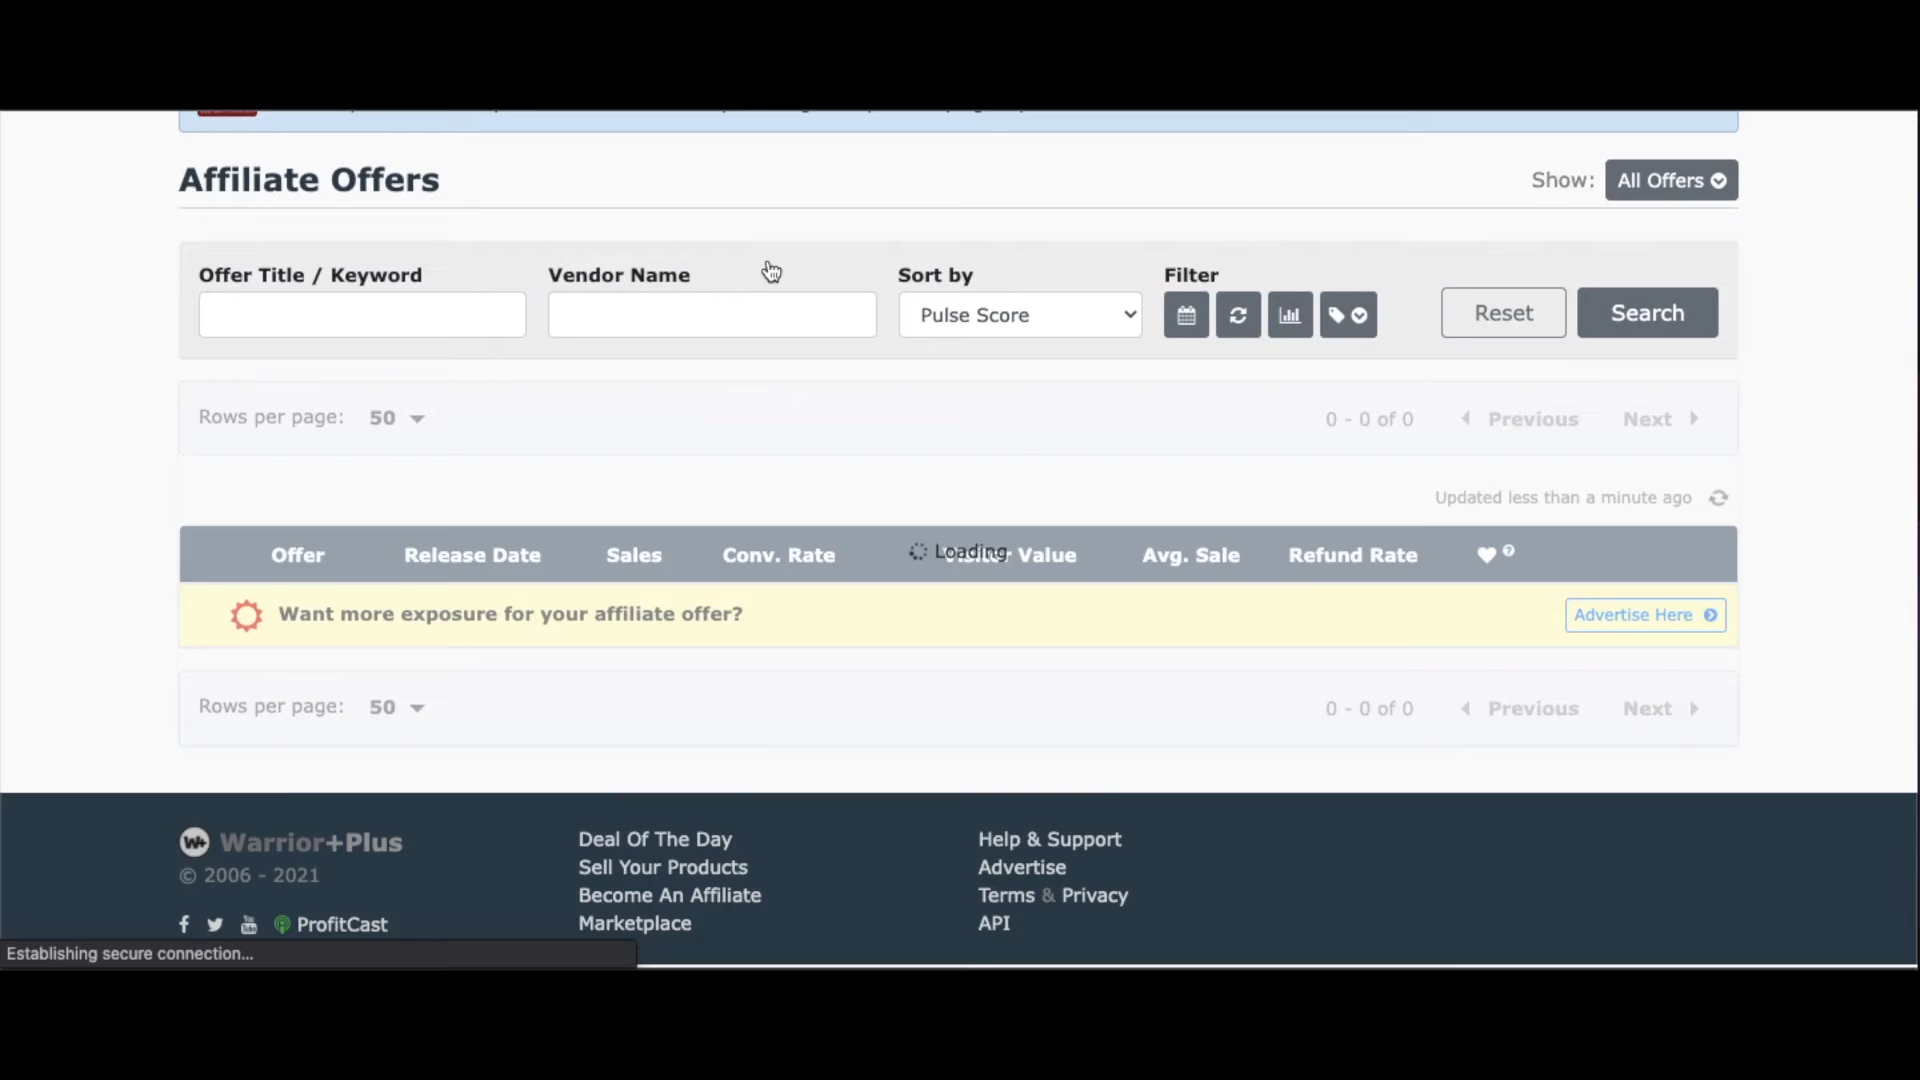 Affiliate Offers
Show: All Offers
Offer Title / Keyword Vendor Name Sort by Filter
Pulse Score Reset Search
Rows per page: 50 0 - 0 of 0 Previous Next
Updated less than a minute ago
Offer Release Date Sales Conv. Rate Loading Visitor Value Avg. Sale Refund Rate ?
Want more exposure for your affiliate offer? Advertise Here
Rows per page: 50 0 - 0 of 0 Previous Next
W+ Warrior+Plus
© 2006 - 2021
ProfitCast
Deal Of The Day
Sell Your Products
Become An Affiliate
Marketplace
Help & Support
Advertise
Terms & Privacy
API
Establishing secure connection...